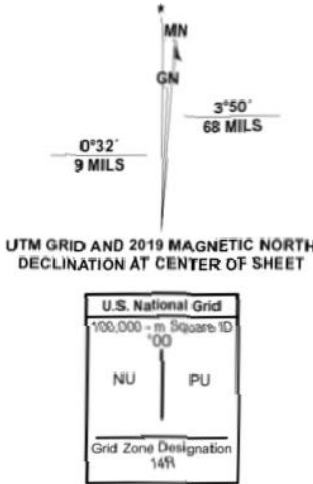 *
MN
GN
3°50´
68 MILS
0°32´
9 MILS
UTM GRID AND 2019 MAGNETIC NORTH
DECLINATION AT CENTER OF SHEET
U.S. National Grid
100,000 - m Square ID
'00
NU PU
Grid Zone Designation
14R